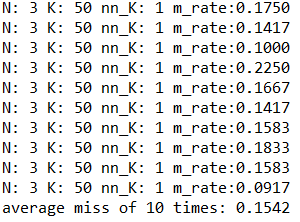 N: 3 K: 50 nn_K: 1 m_rate:0.1750
N: 3 K: 50 nn_K: 1 m_rate:0.1417
N: 3 K: 50 nn_K: 1 m_rate:0.1000
N: 3 K: 50 nn_K: 1 m_rate:0.2250
N: 3 K: 50 nn_K: 1 m_rate:0.1667
N: 3 K: 50 nn_K: 1 m_rate:0.1417
N: 3 K: 50 nn_K: 1 m_rate:0.1583
N: 3 K: 50 nn_K: 1 m_rate:0.1833
N: 3 K: 50 nn_K: 1 m_rate:0.1583
N: 3 K: 50 nn_K: 1 m_rate:0.0917
average miss of 10 times: 0.1542